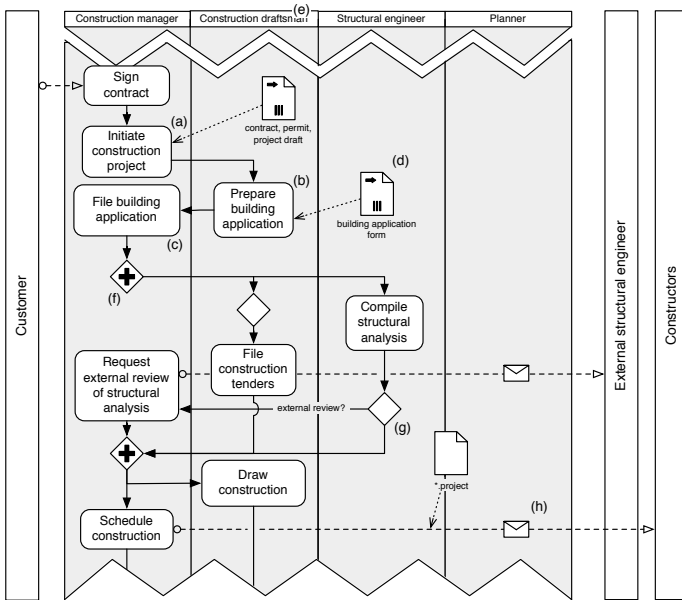 (e)
Construction manager
Construction draftsman
Structural engineer
Planner
Sign
contract
(a)
contract, permit,
project draft
Initiate
construction
project
(b)
(d)
File building
application
Prepare
building
application
building application
form
(c)
(f)
Compile
structural
analysis
Request
external review
of structural
analysis
File
construction
tenders
external review?
(g)
Draw
construction
*.project
Schedule
construction
(h)
Customer
External structural engineer
Constructors